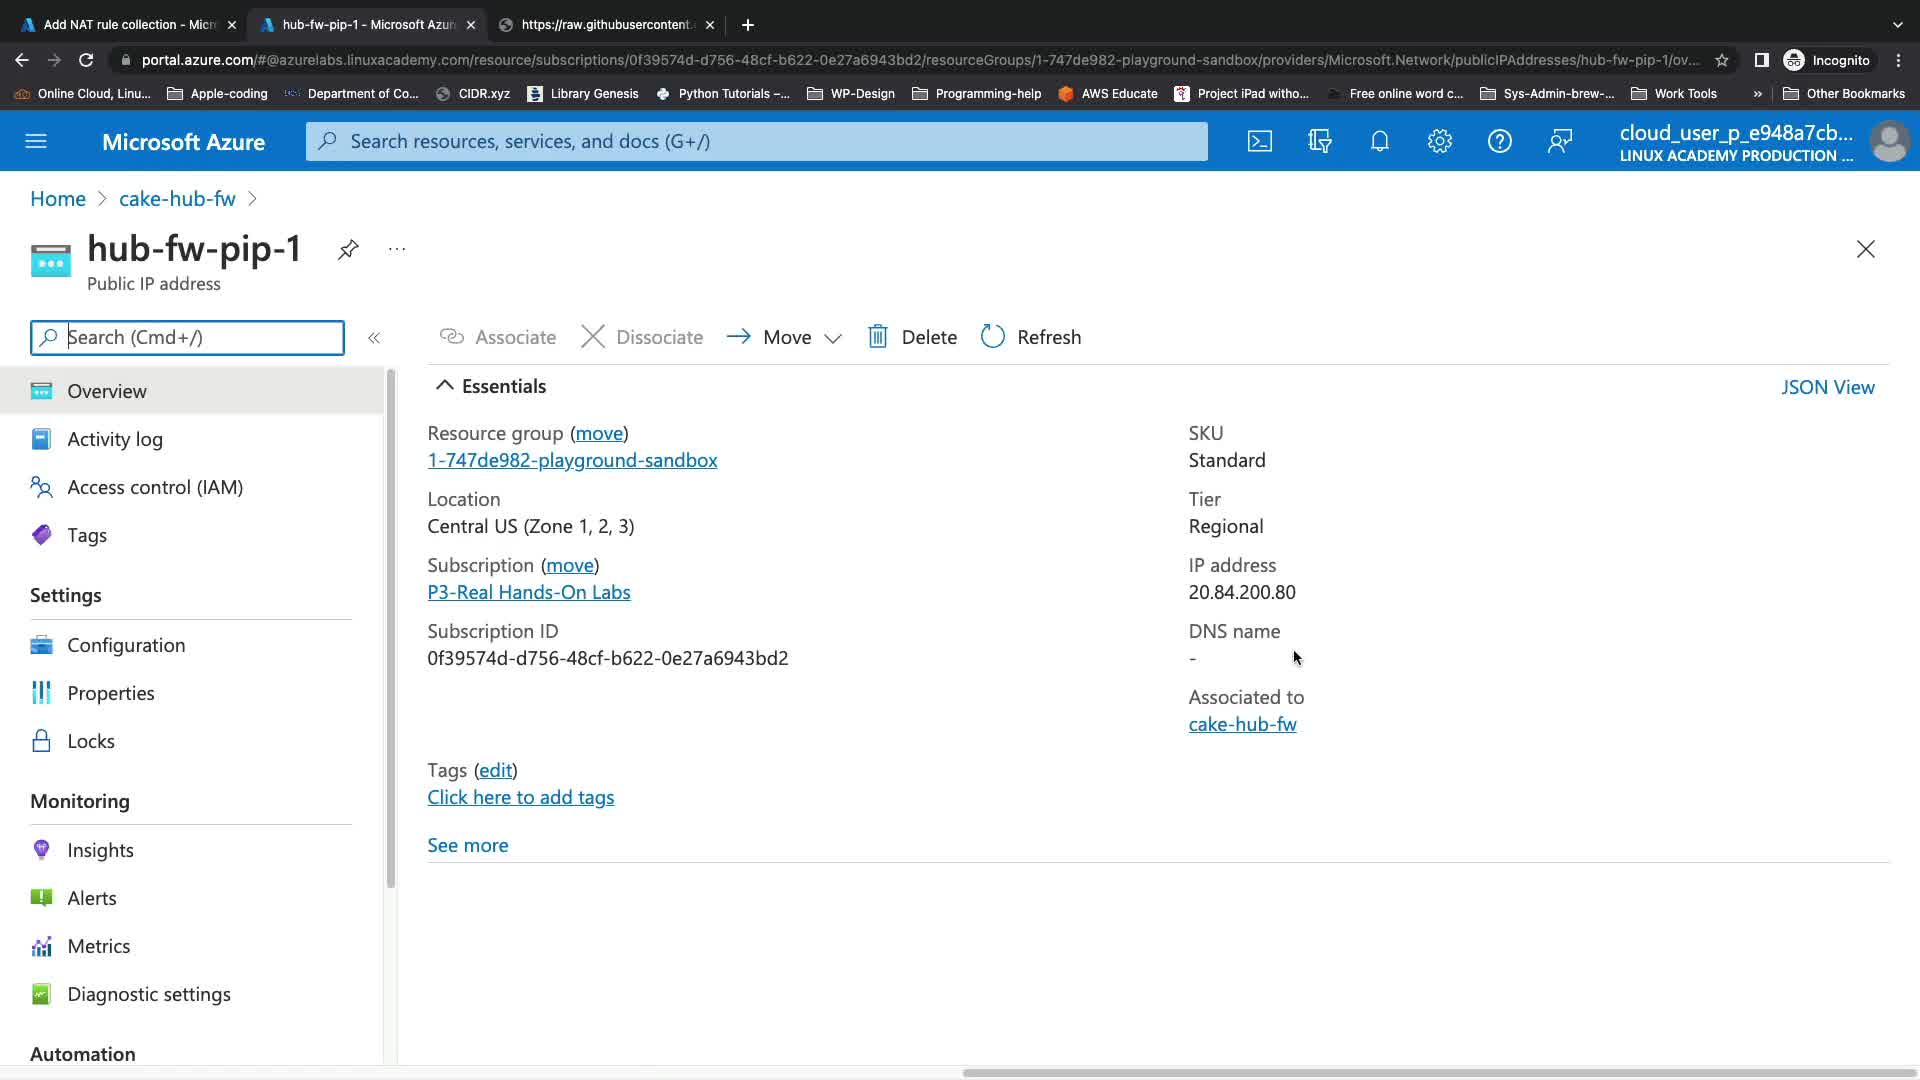 Add NAT rule collection - Micr
hub-fw-pip-1 - Microsoft Azur
https://raw.githubusercontent.
portal.azure.com/#@azurelabs.linuxacademy.com/resource/subscriptions/0f39574d-d756-48cf-b622-0e27a6943bd2/resourceGroups/1-747de982-playground-sandbox/providers/Microsoft.Network/publicIPAddresses/hub-fw-pip-1/ov...
Incognito
Online Cloud, Linu...
Apple-coding
Department of Co...
CIDR.xyz
Library Genesis
Python Tutorials –...
WP-Design
Programming-help
AWS Educate
Project iPad witho...
Free online word c...
Sys-Admin-brew-...
Work Tools
»
Other Bookmarks
Microsoft Azure
Search resources, services, and docs (G+/)
cloud_user_p_e948a7cb...
LINUX ACADEMY PRODUCTION ...
Home > cake-hub-fw >
hub-fw-pip-1
...
Public IP address
Search (Cmd+/)
«
Associate
Dissociate
Move
Delete
Refresh
Overview
Activity log
Access control (IAM)
Tags
Settings
Configuration
Properties
Locks
Monitoring
Insights
Alerts
Metrics
Diagnostic settings
Automation
Essentials
JSON View
Resource group (move)
1-747de982-playground-sandbox
Location
Central US (Zone 1, 2, 3)
Subscription (move)
P3-Real Hands-On Labs
Subscription ID
0f39574d-d756-48cf-b622-0e27a6943bd2
SKU
Standard
Tier
Regional
IP address
20.84.200.80
DNS name
-
Associated to
cake-hub-fw
Tags (edit)
Click here to add tags
See more